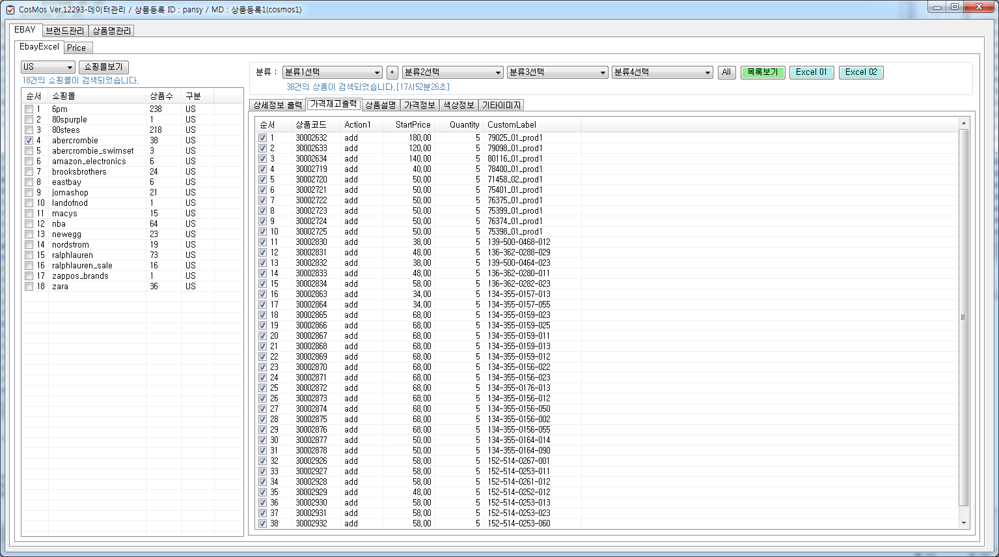 CosMos Ver.12293-데이터관리 / 상품등록 ID : pansy / MD : 상품등록1(cosmos1)
EBAY 브랜드관리 상품명관리
EbayExcel Price
US 쇼핑몰보기
18건의 쇼핑몰이 검색되었습니다.
순서 쇼핑몰 상품수 구분
1 6pm 238 US
2 80spurple 1 US
3 80stees 218 US
4 abercrombie 38 US
5 abercrombie_swimset 3 US
6 amazon_electronics 6 US
7 brooksbrothers 24 US
8 eastbay 6 US
9 jomashop 21 US
10 landofnod 1 US
11 macys 15 US
12 nba 64 US
13 newegg 23 US
14 nordstrom 19 US
15 ralphlauren 73 US
16 ralphlauren_sale 16 US
17 zappos_brands 1 US
18 zara 36 US
분류 : 분류1선택 + 분류2선택 분류3선택 분류4선택 All 목록보기 Excel 01 Excel 02
38건의 상품이 검색되었습니다.[17시52분26초]
상세정보 출력 가격재고출력 상품설명 가격정보 색상정보 기타이미지
순서 상품코드 Action1 StartPrice Quantity CustomLabel
1 30002632 add 180,00 5 79025_01_prod1
2 30002633 add 120,00 5 79098_01_prod1
3 30002634 add 140,00 5 80116_01_prod1
4 30002719 add 40,00 5 78400_01_prod1
5 30002720 add 50,00 5 71458_02_prod1
6 30002721 add 50,00 5 75401_01_prod1
7 30002722 add 50,00 5 76375_01_prod1
8 30002723 add 50,00 5 75399_01_prod1
9 30002724 add 50,00 5 76374_01_prod1
10 30002725 add 50,00 5 75398_01_prod1
11 30002830 add 38,00 5 139-500-0468-012
12 30002831 add 48,00 5 136-362-0288-029
13 30002832 add 38,00 5 139-500-0464-023
14 30002833 add 48,00 5 136-362-0280-011
15 30002834 add 58,00 5 136-362-0282-023
16 30002863 add 34,00 5 134-355-0157-013
17 30002864 add 34,00 5 134-355-0157-055
18 30002865 add 68,00 5 134-355-0159-023
19 30002866 add 68,00 5 134-355-0159-025
20 30002867 add 68,00 5 134-355-0159-011
21 30002868 add 68,00 5 134-355-0159-013
22 30002869 add 68,00 5 134-355-0159-012
23 30002870 add 68,00 5 134-355-0156-022
24 30002871 add 68,00 5 134-355-0156-023
25 30002872 add 68,00 5 134-355-0176-013
26 30002873 add 68,00 5 134-355-0156-012
27 30002874 add 68,00 5 134-355-0156-050
28 30002875 add 68,00 5 134-355-0156-002
29 30002876 add 68,00 5 134-355-0156-055
30 30002877 add 50,00 5 134-355-0164-014
31 30002878 add 50,00 5 134-355-0164-090
32 30002926 add 58,00 5 152-514-0267-001
33 30002927 add 58,00 5 152-514-0253-011
34 30002928 add 58,00 5 152-514-0261-012
35 30002929 add 48,00 5 152-514-0252-012
36 30002930 add 58,00 5 152-514-0253-013
37 30002931 add 58,00 5 152-514-0253-023
38 30002932 add 58,00 5 152-514-0253-060